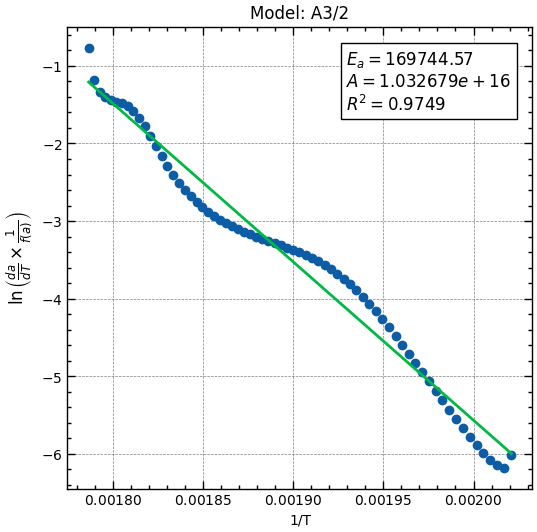 Model: A3/2
E_a = 169744.57
A = 1.032679e + 16
R^2 = 0.9749
ln (da/dT × 1/f(a))
−1
−2
−3
−4
−5
−6
0.00180 0.00185 0.00190 0.00195 0.00200
1/T